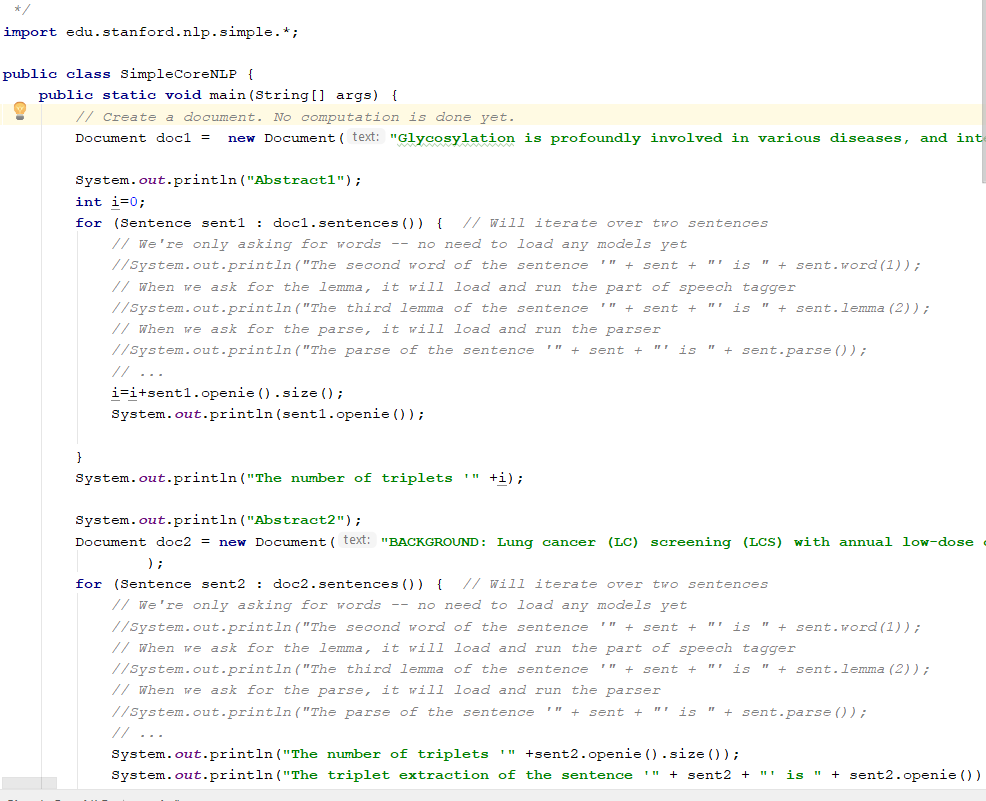 */
import edu.stanford.nlp.simple.*;
public class SimpleCoreNLP {
public static void main(String[] args) {
// Create a document. No computation is done yet.
Document doc1 =  new Document( text: "Glycosylation is profoundly involved in various diseases, and
System.out.println("Abstract1");
int i=0;
for (Sentence sent1 : doc1.sentences()) {  // Will iterate over two sentences
// We're only asking for words -- no need to load any models yet
//System.out.println("The second word of the sentence '" + sent + "' is " + sent.word(1));
// When we ask for the lemma, it will load and run the part of speech tagger
//System.out.println("The third lemma of the sentence '" + sent + "' is " + sent.lemma(2));
// When we ask for the parse, it will load and run the parser
//System.out.println("The parse of the sentence '" + sent + "' is " + sent.parse());
// ...
i=i+sent1.openie().size();
System.out.println(sent1.openie());
}
System.out.println("The number of triplets '" +i);
System.out.println("Abstract2");
Document doc2 = new Document( text: "BACKGROUND: Lung cancer (LC) screening (LCS) with annual low-dose
);
for (Sentence sent2 : doc2.sentences()) {  // Will iterate over two sentences
// We're only asking for words -- no need to load any models yet
//System.out.println("The second word of the sentence '" + sent + "' is " + sent.word(1));
// When we ask for the lemma, it will load and run the part of speech tagger
//System.out.println("The third lemma of the sentence '" + sent + "' is " + sent.lemma(2));
// When we ask for the parse, it will load and run the parser
//System.out.println("The parse of the sentence '" + sent + "' is " + sent.parse());
// ...
System.out.println("The number of triplets '" +sent2.openie().size());
System.out.println("The triplet extraction of the sentence '" + sent2 + "' is " + sent2.openie())